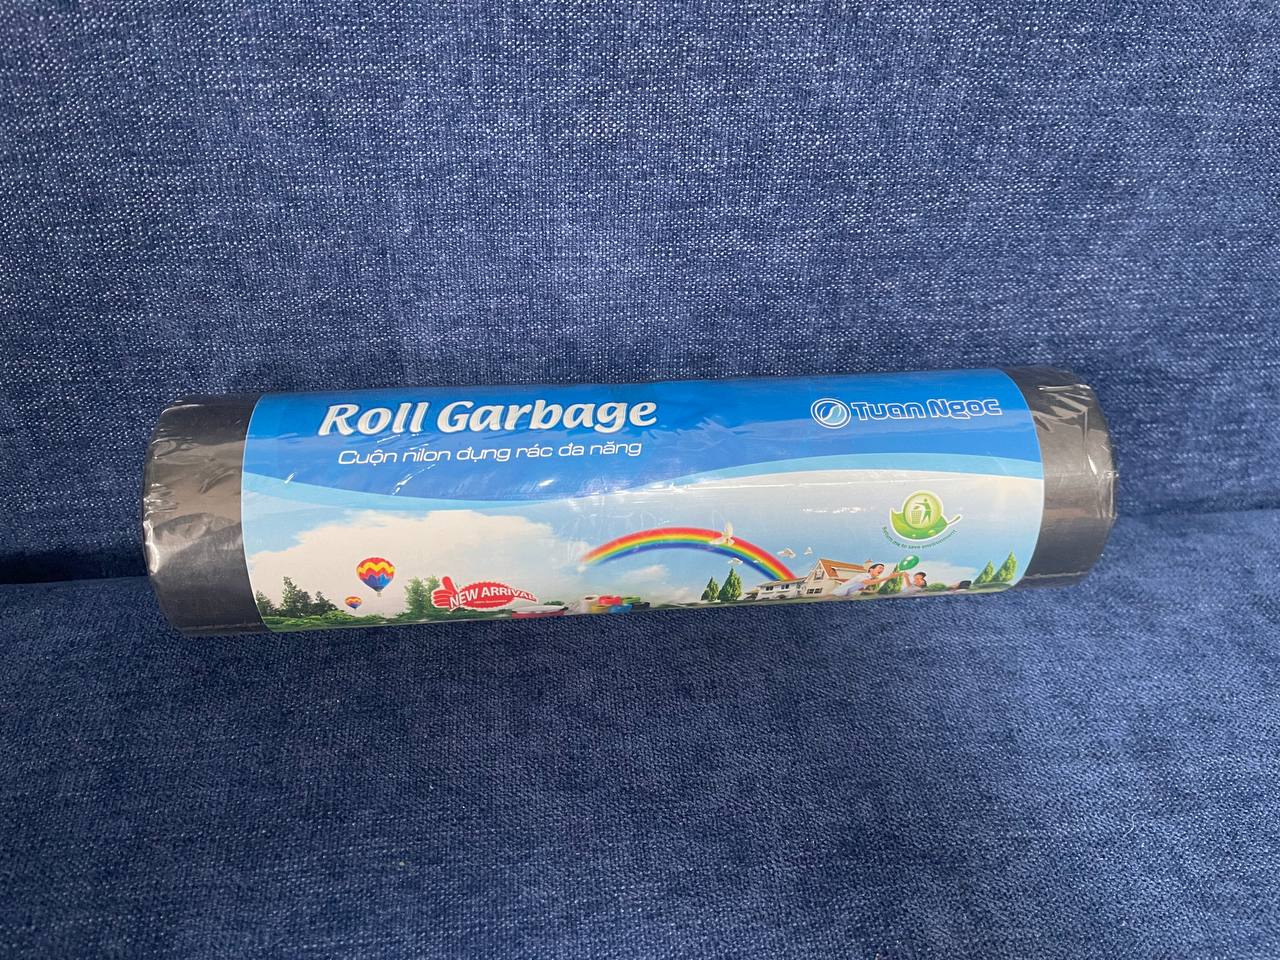 Roll Garbage
Cuộn nilon đựng rác đa năng
Tuan Ngoc
NEW ARRIVAL